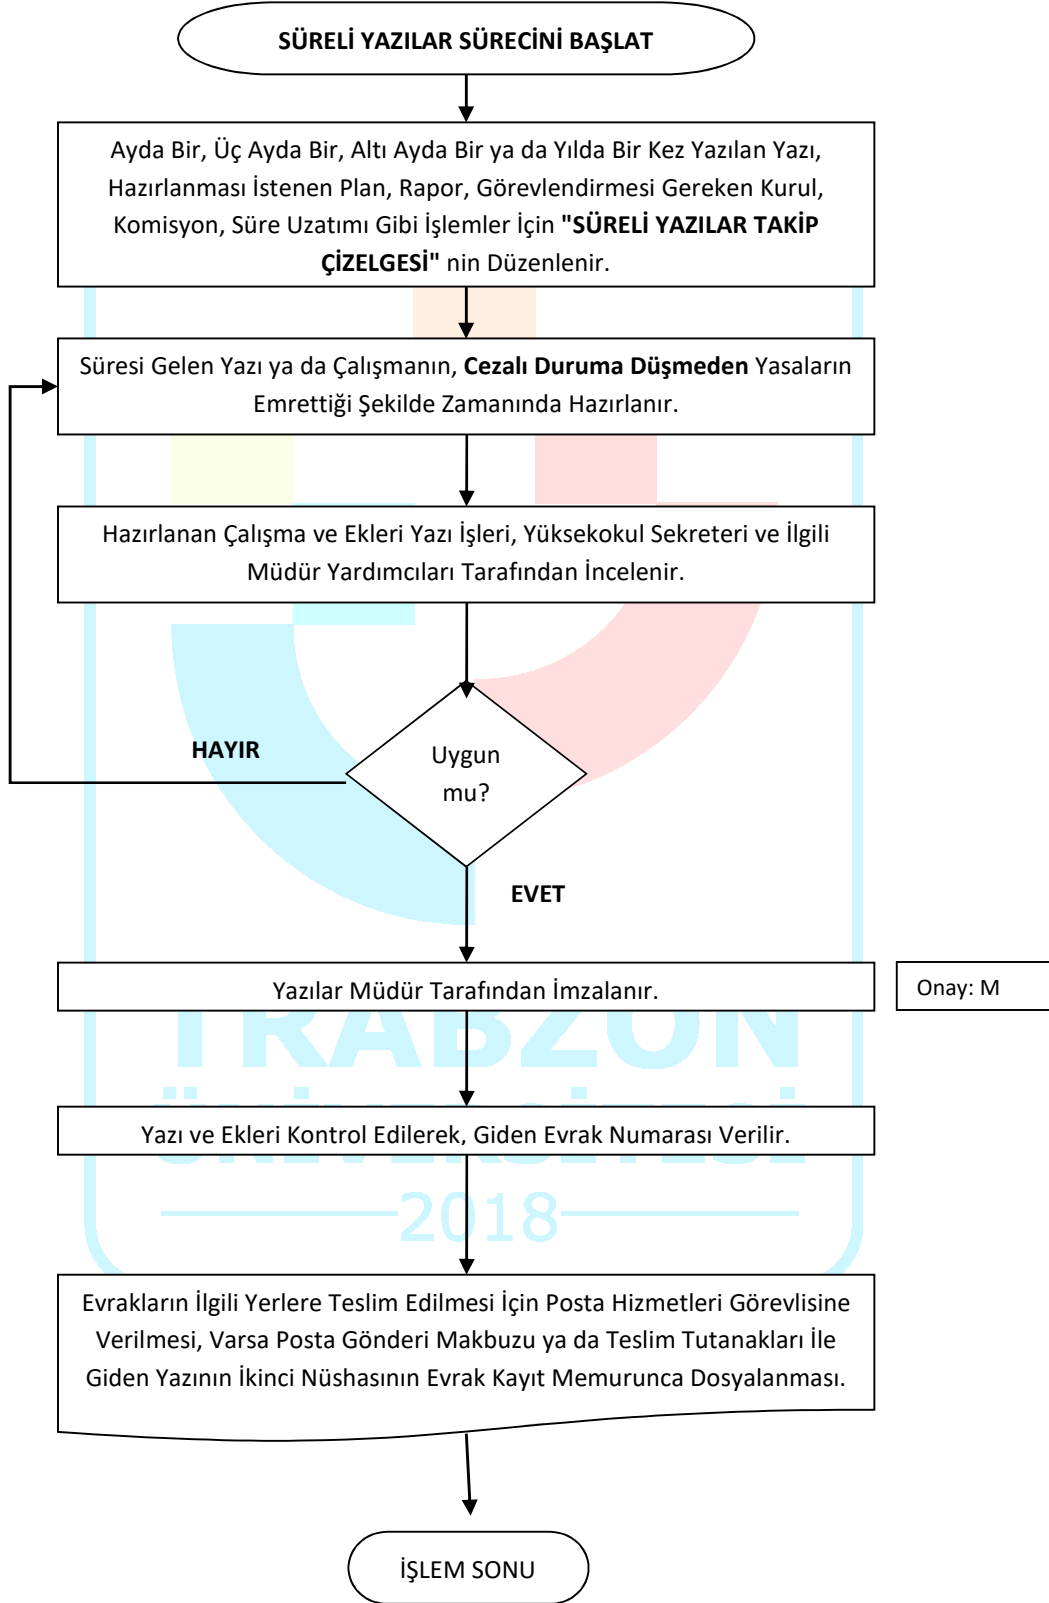 SÜRELİ YAZILAR SÜRECİNİ BAŞLAT
Ayda Bir, Üç Ayda Bir, Altı Ayda Bir ya da Yılda Bir Kez Yazılan Yazı,
Hazırlanması İstenen Plan, Rapor, Görevlendirmesi Gereken Kurul,
Komisyon, Süre Uzatımı Gibi İşlemler İçin "SÜRELİ YAZILAR TAKİP
ÇİZELGESİ" nin Düzenlenir.
Süresi Gelen Yazı ya da Çalışmanın, Cezalı Duruma Düşmeden Yasaların
Emrettiği Şekilde Zamanında Hazırlanır.
Hazırlanan Çalışma ve Ekleri Yazı İşleri, Yüksekokul Sekreteri ve İlgili
Müdür Yardımcıları Tarafından İncelenir.
HAYIR
Uygun
mu?
EVET
Yazılar Müdür Tarafından İmzalanır.
Onay: M
TRABZON
ÜNİVERSİTESİ
Yazı ve Ekleri Kontrol Edilerek, Giden Evrak Numarası Verilir.
2018
Evrakların İlgili Yerlere Teslim Edilmesi İçin Posta Hizmetleri Görevlisine
Verilmesi, Varsa Posta Gönderi Makbuzu ya da Teslim Tutanakları İle
Giden Yazının İkinci Nüshasının Evrak Kayıt Memurunca Dosyalanması.
İŞLEM SONU